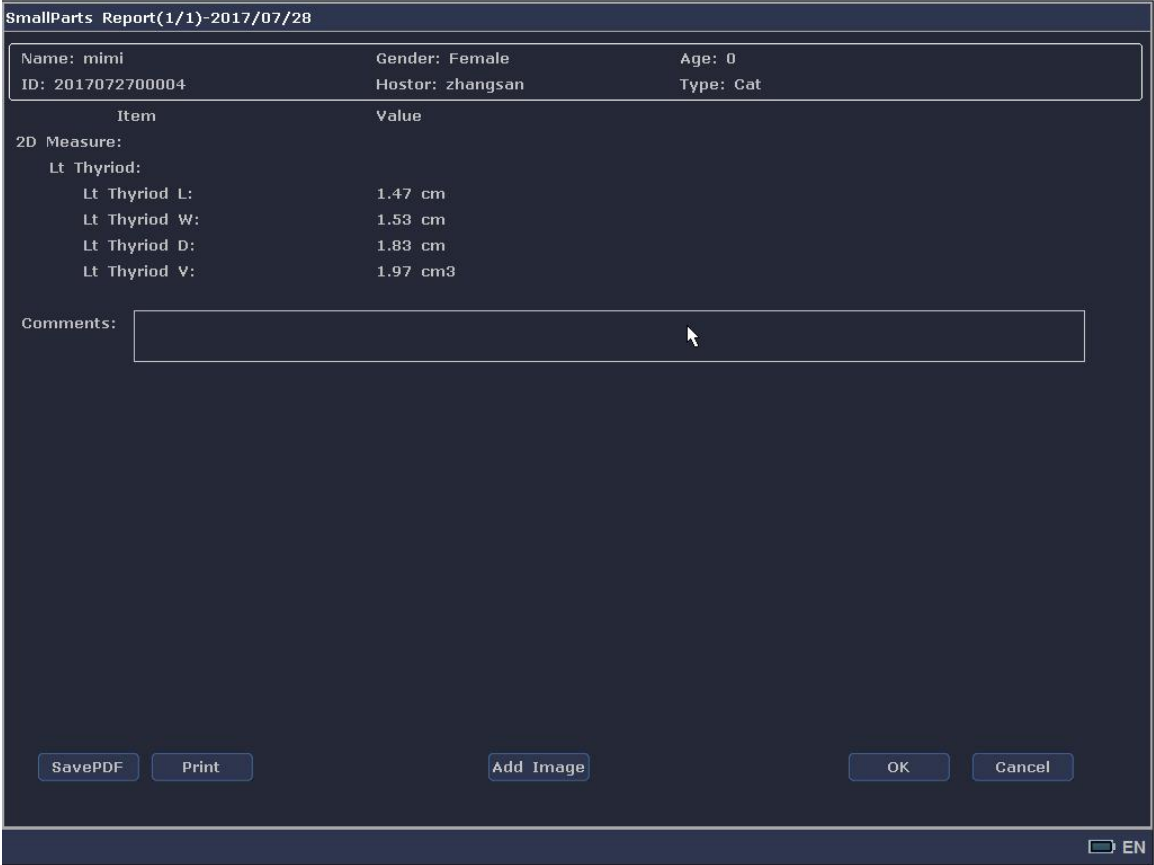 SmallParts Report(1/1)-2017/07/28
Name: mimi Gender: Female Age: 0
ID: 2017072700004 Hostor: zhangsan Type: Cat
Item Value
2D Measure:
Lt Thyriod:
Lt Thyriod L: 1.47 cm
Lt Thyriod W: 1.53 cm
Lt Thyriod D: 1.83 cm
Lt Thyriod V: 1.97 cm3
Comments:
SavePDF Print Add Image OK Cancel
EN